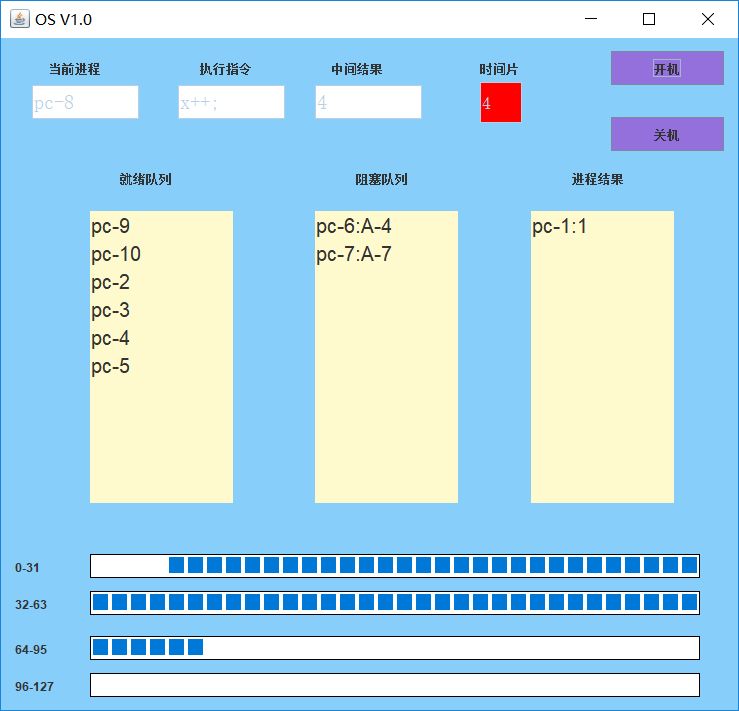 OS V1.0
当前进程 执行指令 中间结果 时间片 开机
pc-8 x++; 4 4
关机
就绪队列 阻塞队列 进程结果
pc-9 pc-6:A-4 pc-1:1
pc-10 pc-7:A-7
pc-2
pc-3
pc-4
pc-5
0-31
32-63
64-95
96-127